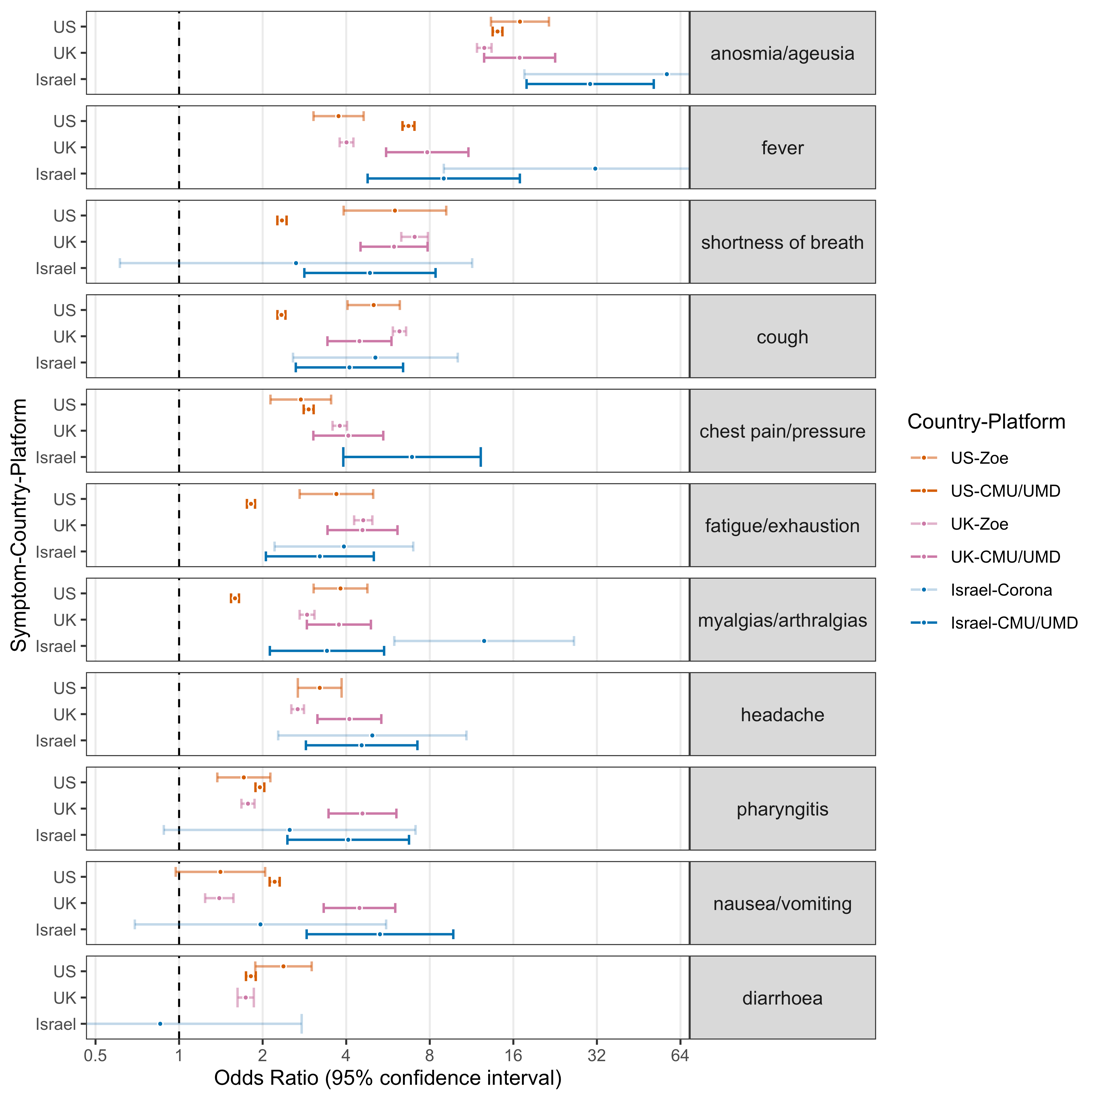 Symptom-Country-Platform
US
UK
Israel
anosmia/ageusia
US
UK
Israel
fever
US
UK
Israel
shortness of breath
US
UK
Israel
cough
US
UK
Israel
chest pain/pressure
US
UK
Israel
fatigue/exhaustion
US
UK
Israel
myalgias/arthralgias
US
UK
Israel
headache
US
UK
Israel
pharyngitis
US
UK
Israel
nausea/vomiting
US
UK
Israel
diarrhoea
0.5 1 2 4 8 16 32 64
Odds Ratio (95% confidence interval)
Country-Platform
US-Zoe
US-CMU/UMD
UK-Zoe
UK-CMU/UMD
Israel-Corona
Israel-CMU/UMD